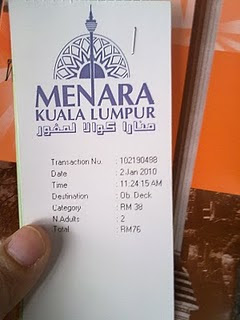 MENARA
KUALA LUMPUR
منارا كوالا لمڤور
Transaction No. : 102190488
Date : 2 Jan 2010
Time : 11:24:15 AM
Destination : Ob. Deck
Category : RM 38
N.Adults : 2
Total : RM76